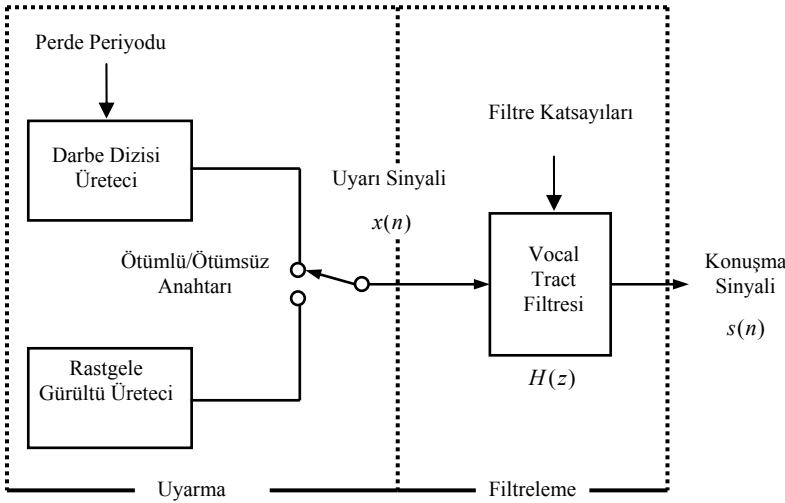 Perde Periyodu
Darbe Dizisi
Üreteci
Ötümlü/Ötümsüz
Anahtarı
Rastgele
Gürültü Üreteci
Uyarı Sinyali
x(n)
Filtre Katsayıları
Vocal
Tract
Filtresi
H(z)
Konuşma
Sinyali
s(n)
Uyarma
Filtreleme